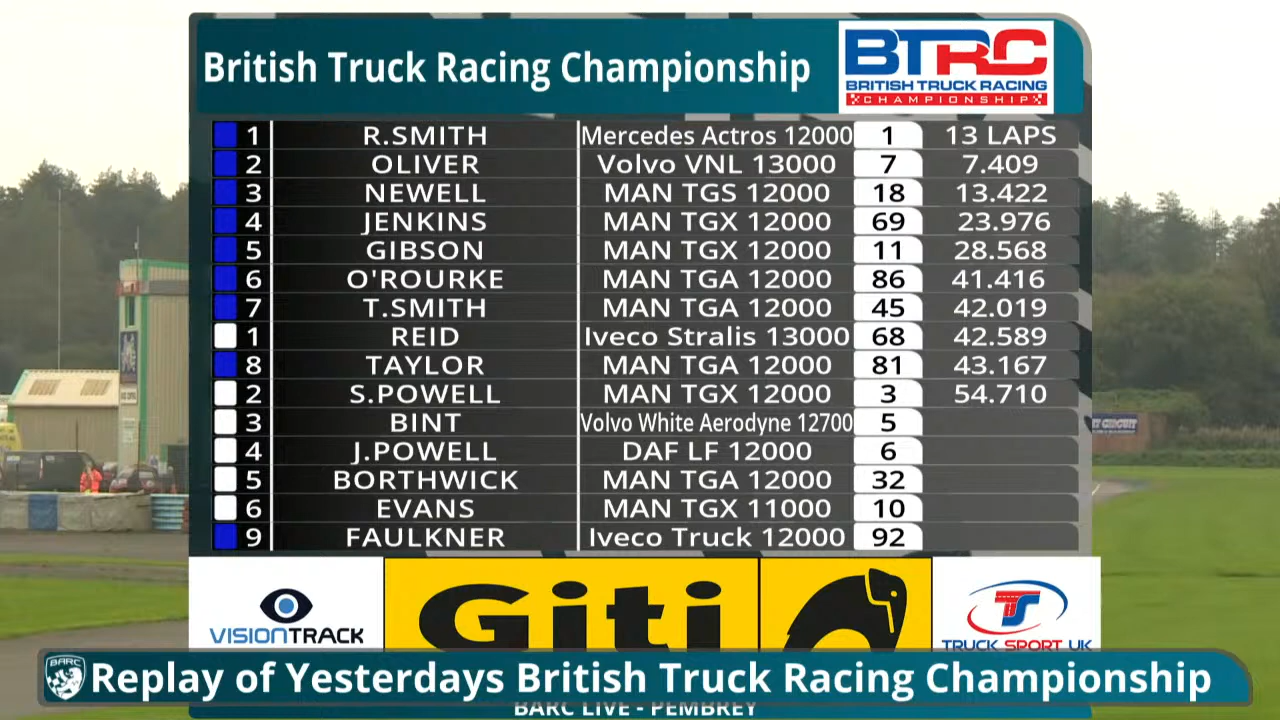 British Truck Racing Championship
BTRC
BRITISH TRUCK RACING
CHAMPIONSHIP
1 R.SMITH Mercedes Actros 12000 1 13 LAPS
2 OLIVER Volvo VNL 13000 7 7.409
3 NEWELL MAN TGS 12000 18 13.422
4 JENKINS MAN TGX 12000 69 23.976
5 GIBSON MAN TGX 12000 11 28.568
6 O'ROURKE MAN TGA 12000 86 41.416
7 T.SMITH MAN TGA 12000 45 42.019
1 REID Iveco Stralis 13000 68 42.589
8 TAYLOR MAN TGA 12000 81 43.167
2 S.POWELL MAN TGX 12000 3 54.710
3 BINT Volvo White Aerodyne 12700 5
4 J.POWELL DAF LF 12000 6
5 BORTHWICK MAN TGA 12000 32
6 EVANS MAN TGX 11000 10
9 FAULKNER Iveco Truck 12000 92
VISIONTRACK
Giti
TS
TRUCK SPORT UK
BARC
Replay of Yesterdays British Truck Racing Championship
BARC LIVE - PEMBREY